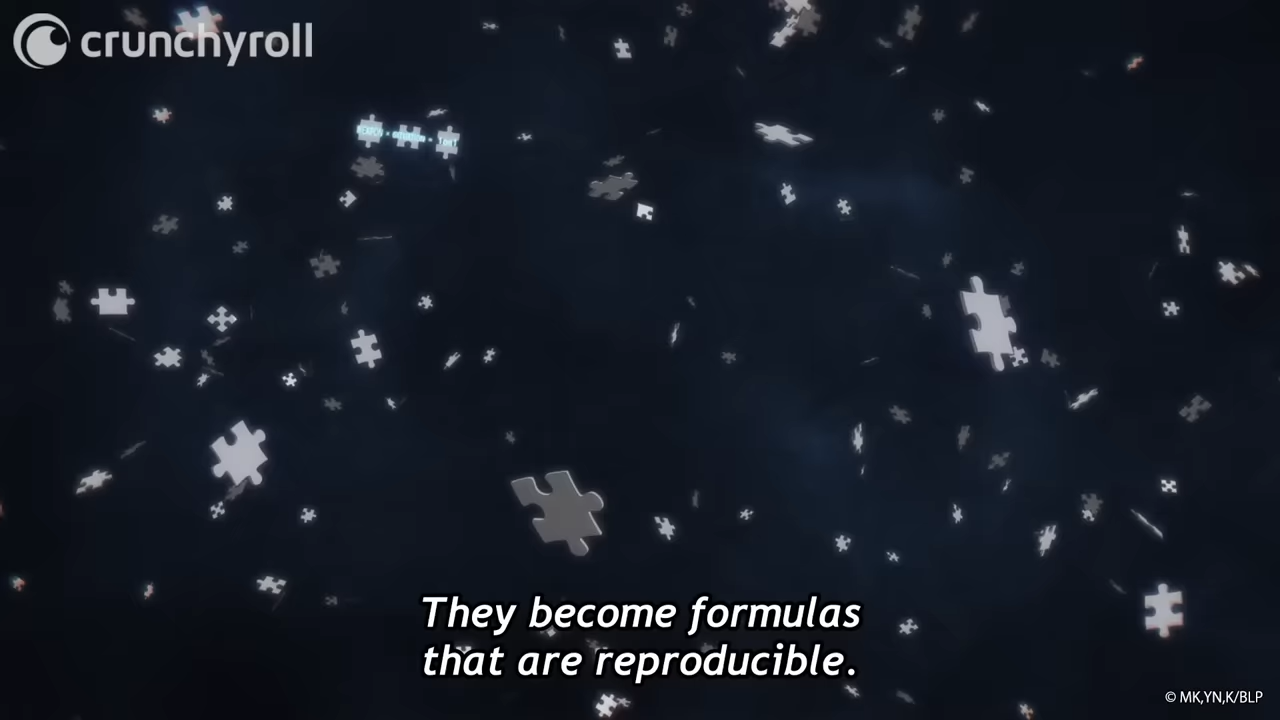 crunchyroll
They become formulas
that are reproducible.
© MK,YN,K/BLP